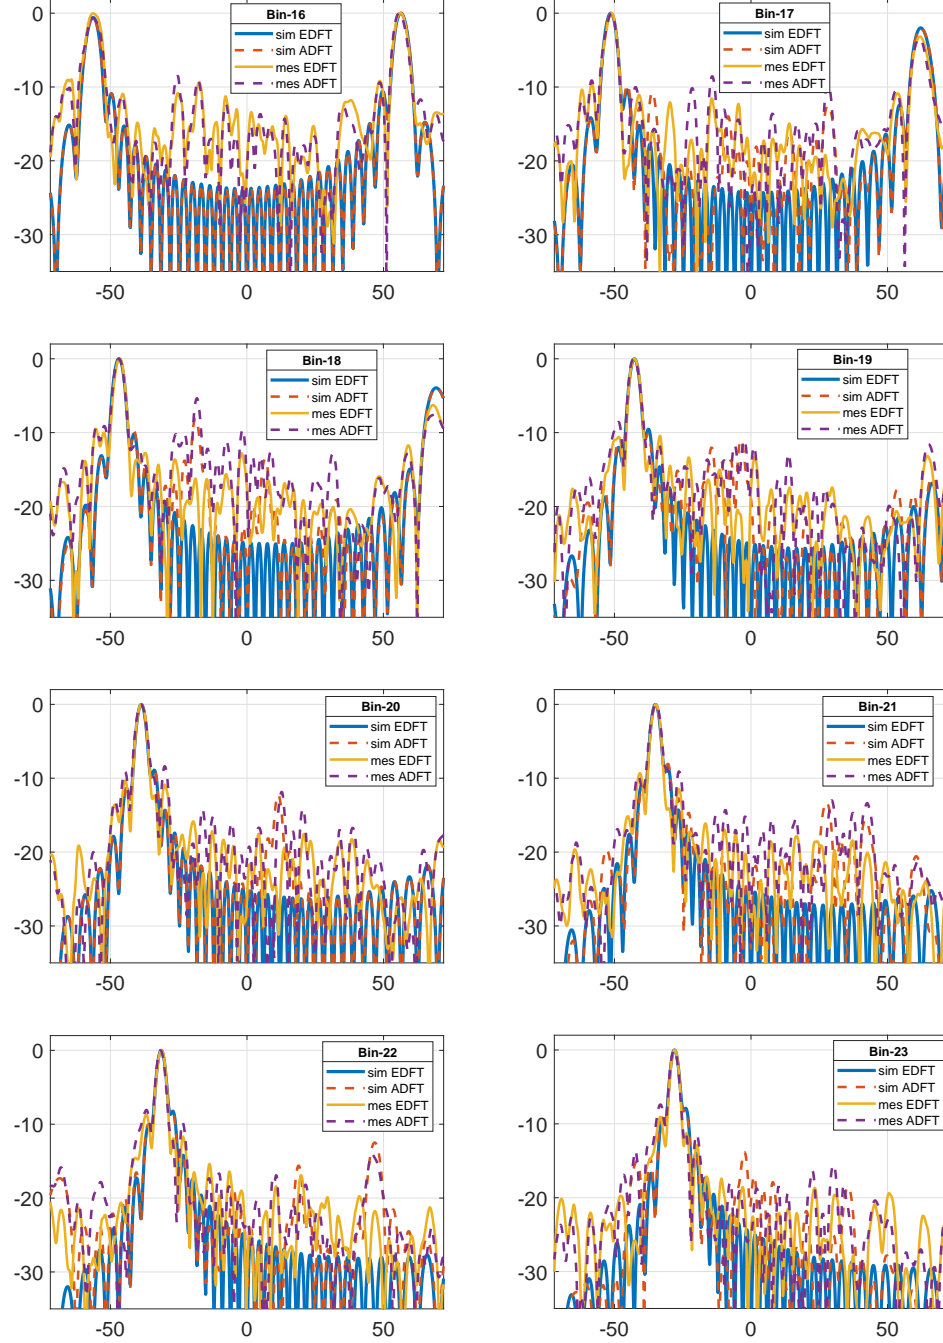 0
-10
-20
-30
-50
0
50
Bin-16
sim EDFT
sim ADFT
mes EDFT
mes ADFT
0
-10
-20
-30
-50
0
50
Bin-17
sim EDFT
sim ADFT
mes EDFT
mes ADFT
0
-10
-20
-30
-50
0
50
Bin-18
sim EDFT
sim ADFT
mes EDFT
mes ADFT
0
-10
-20
-30
-50
0
50
Bin-19
sim EDFT
sim ADFT
mes EDFT
mes ADFT
0
-10
-20
-30
-50
0
50
Bin-20
sim EDFT
sim ADFT
mes EDFT
mes ADFT
0
-10
-20
-30
-50
0
50
Bin-21
sim EDFT
sim ADFT
mes EDFT
mes ADFT
0
-10
-20
-30
-50
0
50
Bin-22
sim EDFT
sim ADFT
mes EDFT
mes ADFT
0
-10
-20
-30
-50
0
50
Bin-23
sim EDFT
sim ADFT
mes EDFT
mes ADFT